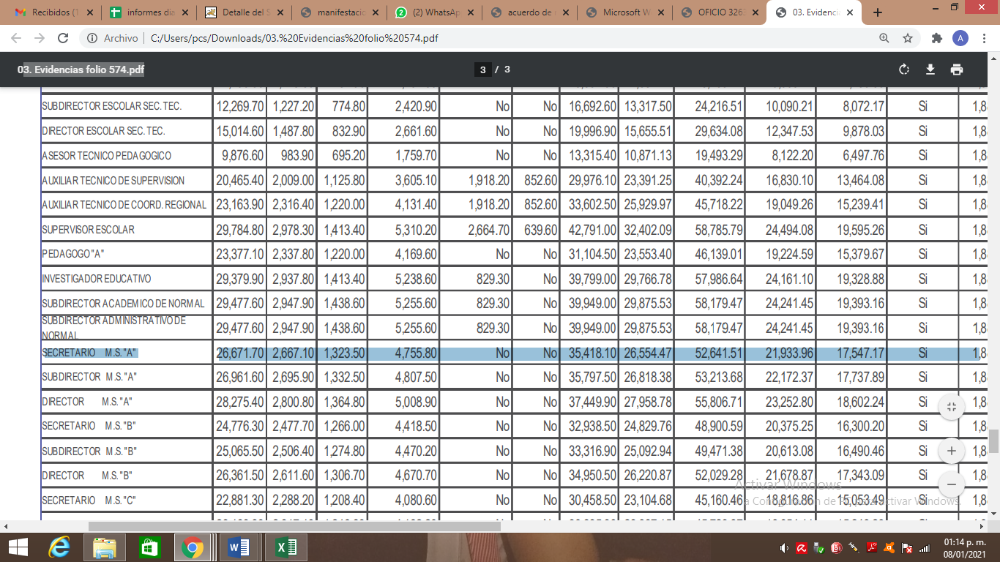 Recibidos (1
informes dia
Detalle del S
manifestacio
(2) WhatsAp
acuerdo de
Microsoft W
OFICIO 326
03. Evidencia
Archivo C:/Users/pcs/Downloads/03.%20Evidencias%20folio%20574.pdf A
03. Evidencias folio 574.pdf 3 / 3
SUBDIRECTOR ESCOLAR SEC. TEC. 12,269.70 1,227.20 774.80 2,420.90 No No 16,692.60 13,317.50 24,216.51 10,090.21 8,072.17 Si 1,8
DIRECTOR ESCOLAR SEC. TEC. 15,014.60 1,487.80 832.90 2,661.60 No No 19,996.90 15,655.51 29,634.08 12,347.53 9,878.03 Si 1,8
ASESOR TECNICO PEDAGOGICO 9,876.60 983.90 695.20 1,759.70 No No 13,315.40 10,871.13 19,493.29 8,122.20 6,497.76 Si 1,8
AUXILIAR TECNICO DE SUPERVISION 20,465.40 2,009.00 1,125.80 3,605.10 1,918.20 852.60 29,976.10 23,391.25 40,392.24 16,830.10 13,464.08 Si 1,8
AUXILIAR TECNICO DE COORD. REGIONAL 23,163.90 2,316.40 1,220.00 4,131.40 1,918.20 852.60 33,602.50 25,929.97 45,718.22 19,049.26 15,239.41 Si 1,8
SUPERVISOR ESCOLAR 29,784.80 2,978.30 1,413.40 5,310.20 2,664.70 639.60 42,791.00 32,402.09 58,785.79 24,494.08 19,595.26 Si 1,8
PEDAGOGO "A" 23,377.10 2,337.80 1,220.00 4,169.60 No No 31,104.50 23,553.40 46,139.01 19,224.59 15,379.67 Si 1,8
INVESTIGADOR EDUCATIVO 29,379.90 2,937.80 1,413.40 5,238.60 829.30 No 39,799.00 29,766.78 57,986.64 24,161.10 19,328.88 Si 1,8
SUBDIRECTOR ACADEMICO DE NORMAL 29,477.60 2,947.90 1,438.60 5,255.60 829.30 No 39,949.00 29,875.53 58,179.47 24,241.45 19,393.16 Si 1,8
SUBDIRECTOR ADMINISTRATIVO DE
NORMAL 29,477.60 2,947.90 1,438.60 5,255.60 829.30 No 39,949.00 29,875.53 58,179.47 24,241.45 19,393.16 Si 1,8
SECRETARIO M.S. "A" 26,671.70 2,667.10 1,323.50 4,755.80 No No 35,418.10 26,554.47 52,641.51 21,933.96 17,547.17 Si 1,8
SUBDIRECTOR M.S. "A" 26,961.60 2,695.90 1,332.50 4,807.50 No No 35,797.50 26,818.38 53,213.68 22,172.37 17,737.89 Si 1,8
DIRECTOR M.S. "A" 28,275.40 2,800.80 1,364.80 5,008.90 No No 37,449.90 27,958.78 55,806.71 23,252.80 18,602.24 Si 1,8
SECRETARIO M.S. "B" 24,776.30 2,477.70 1,266.00 4,418.50 No No 32,938.50 24,829.76 48,900.59 20,375.25 16,300.20 Si 1,8
SUBDIRECTOR M.S. "B" 25,065.50 2,506.40 1,274.80 4,470.20 No No 33,316.90 25,092.94 49,471.38 20,613.08 16,490.46 Si 1,8
DIRECTOR M.S. "B" 26,361.50 2,611.60 1,306.70 4,670.70 No No 34,950.50 26,220.87 52,029.28 21,678.87 17,343.09 Si 1,8
SECRETARIO M.S. "C" 22,881.30 2,288.20 1,208.40 4,080.60 No No 30,458.50 23,104.68 45,160.46 18,816.86 15,053.49 Si 1,8
Activar Windows
Ir a Configuración de PC para activar Windows.
01:14 p. m.
08/01/2021